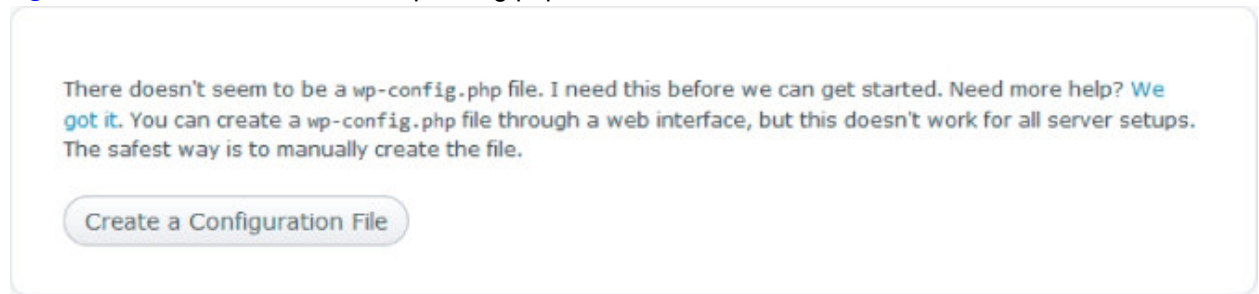 There doesn't seem to be a wp-config.php file. I need this before we can get started. Need more help? We
got it. You can create a wp-config.php file through a web interface, but this doesn't work for all server setups.
The safest way is to manually create the file.
Create a Configuration File